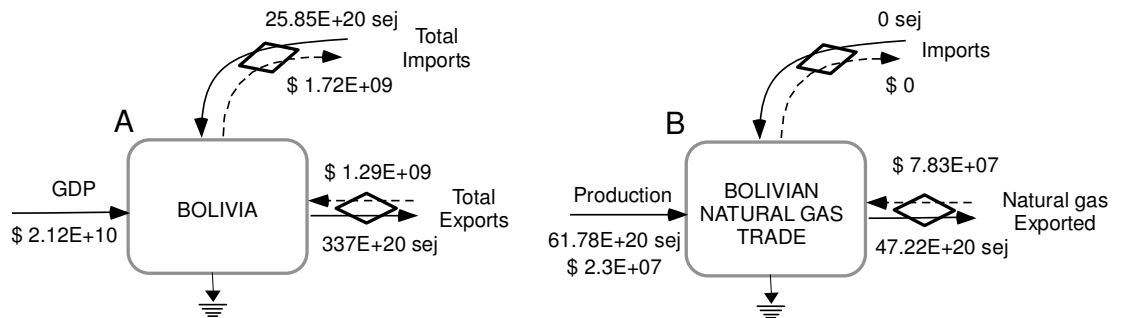 25.85E+20 sej
Total
Imports
$ 1.72E+09
A
GDP
$ 2.12E+10
BOLIVIA
$ 1.29E+09
Total
Exports
337E+20 sej
0 sej
Imports
$ 0
B
Production
61.78E+20 sej
$ 2.3E+07
BOLIVIAN
NATURAL GAS
TRADE
$ 7.83E+07
Natural gas
Exported
47.22E+20 sej